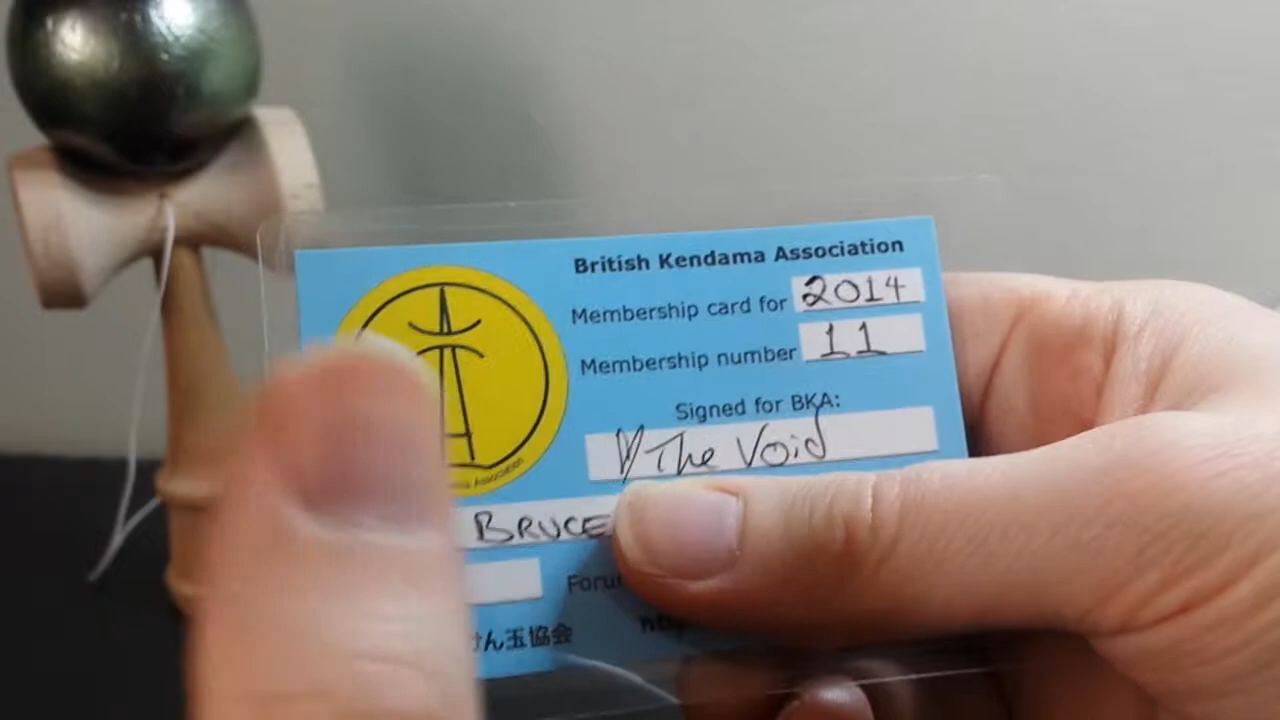 British Kendama Association
Membership card for 2014
Membership number 11
Signed for BKA:
The Void
BRUCE
けん玉協会